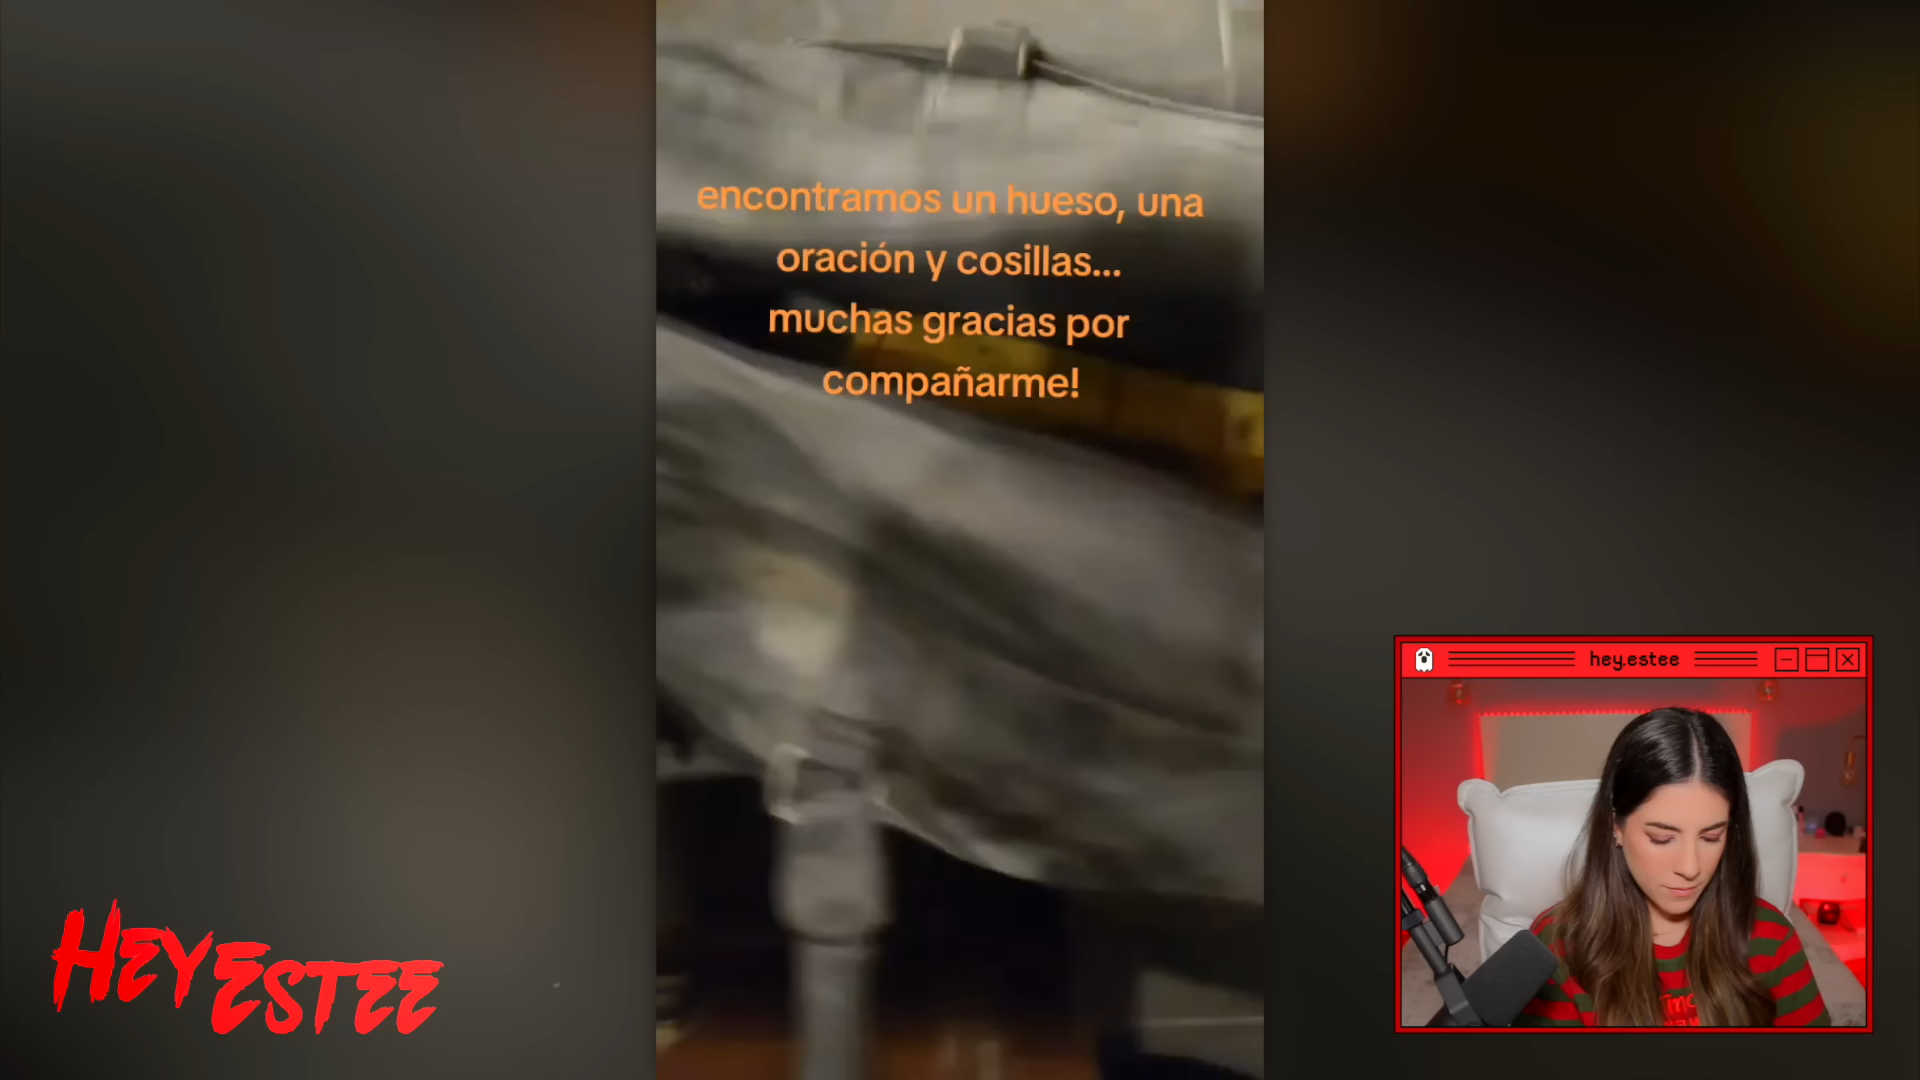 encontramos un hueso, una
oración y cosillas...
muchas gracias por
compañarme!
hey.estee
HEYESTEE